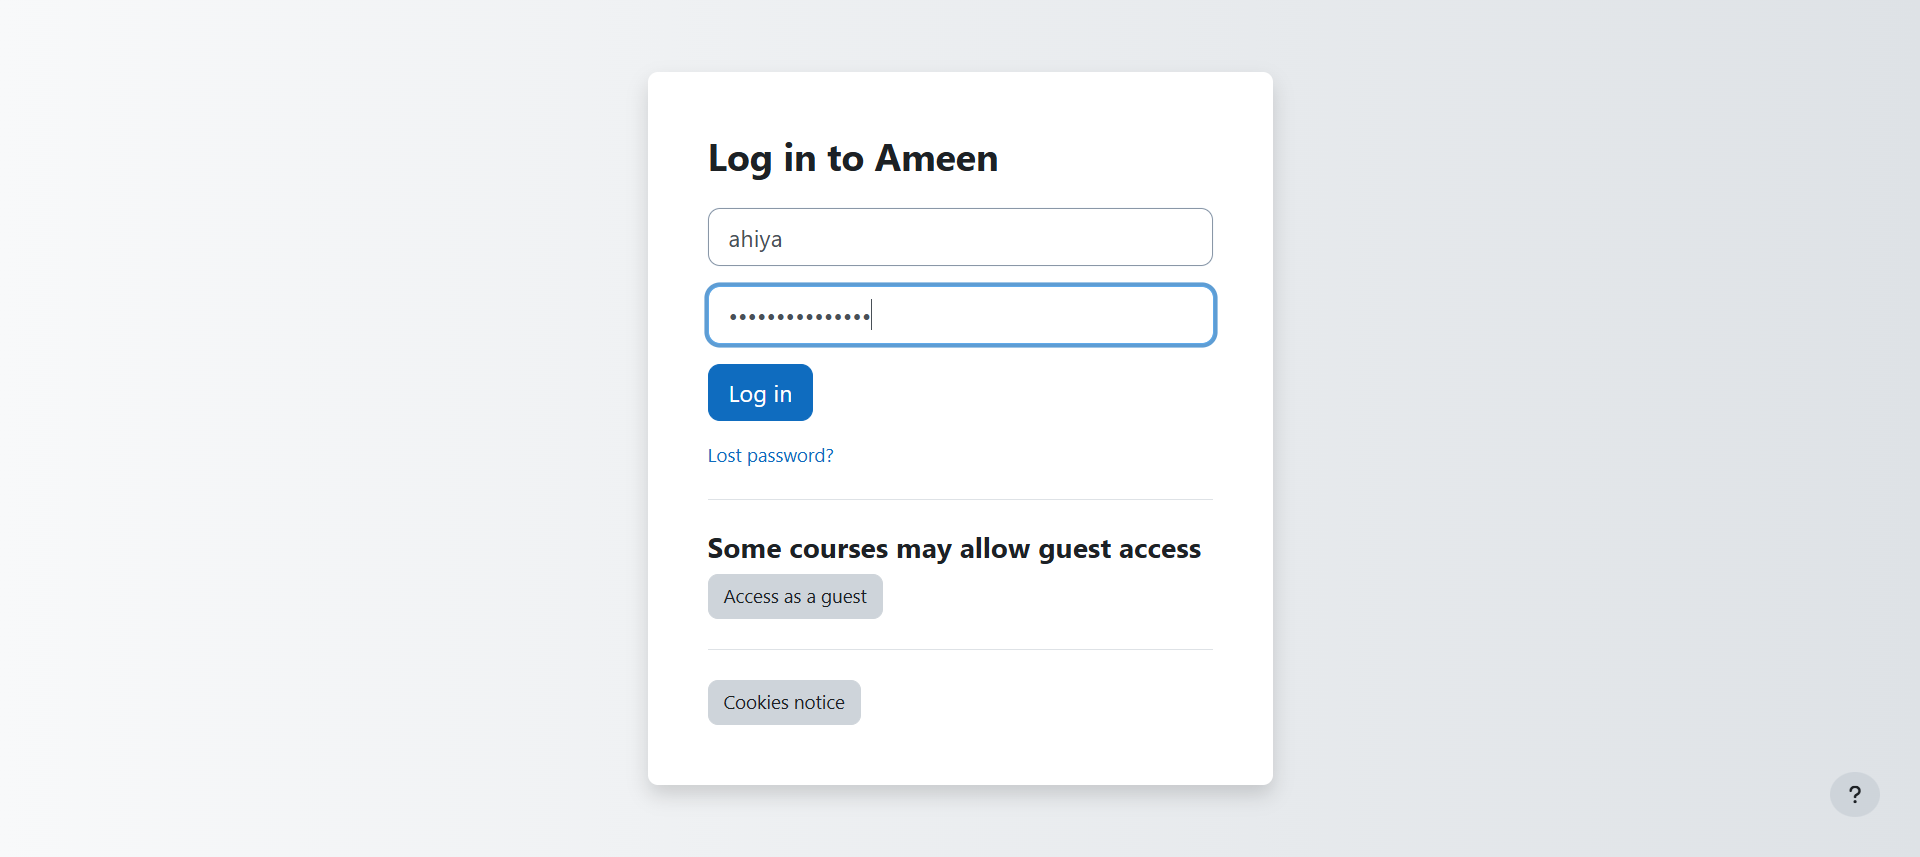 Log in to Ameen
ahiya
•••••••••••••••
Log in
Lost password?
Some courses may allow guest access
Access as a guest
Cookies notice
?